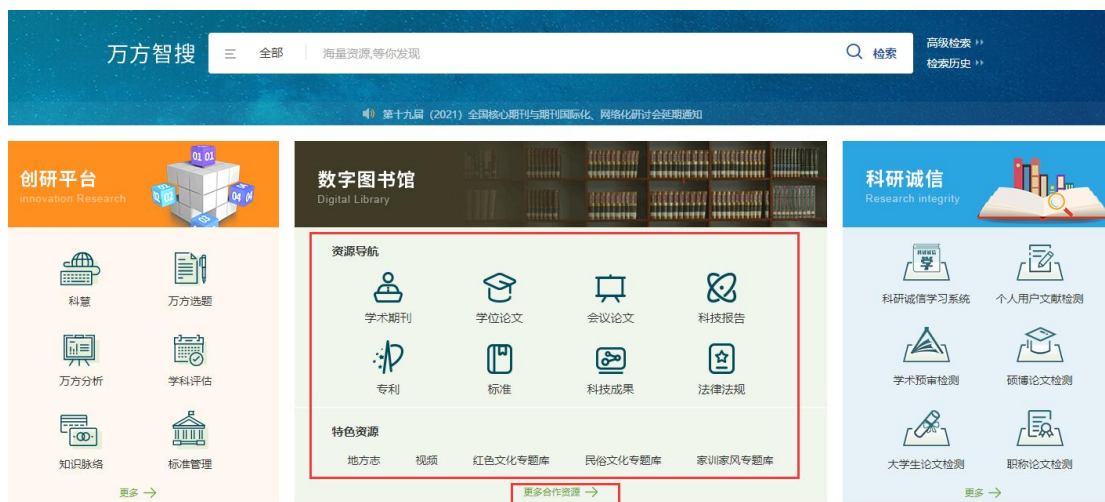 万方智搜
全部
海量资源,等你发现
检索
高级检索
检索历史
第十九届 (2021) 全国核心期刊与期刊国际化、网络化研讨会延期通知
创研平台
innovation Research
01 01
科慧
万方选题
万方分析
学科评估
知识脉络
标准管理
更多 →
数字图书馆
Digital Library
资源导航
学术期刊
学位论文
会议论文
科技报告
专利
标准
科技成果
法律法规
特色资源
地方志
视频
红色文化专题库
民俗文化专题库
家训家风专题库
更多合作资源 →
科研诚信
Research integrity
学
科研诚信学习系统
个人用户文献检测
学术预审检测
硕博论文检测
大学生论文检测
职称论文检测
更多 →